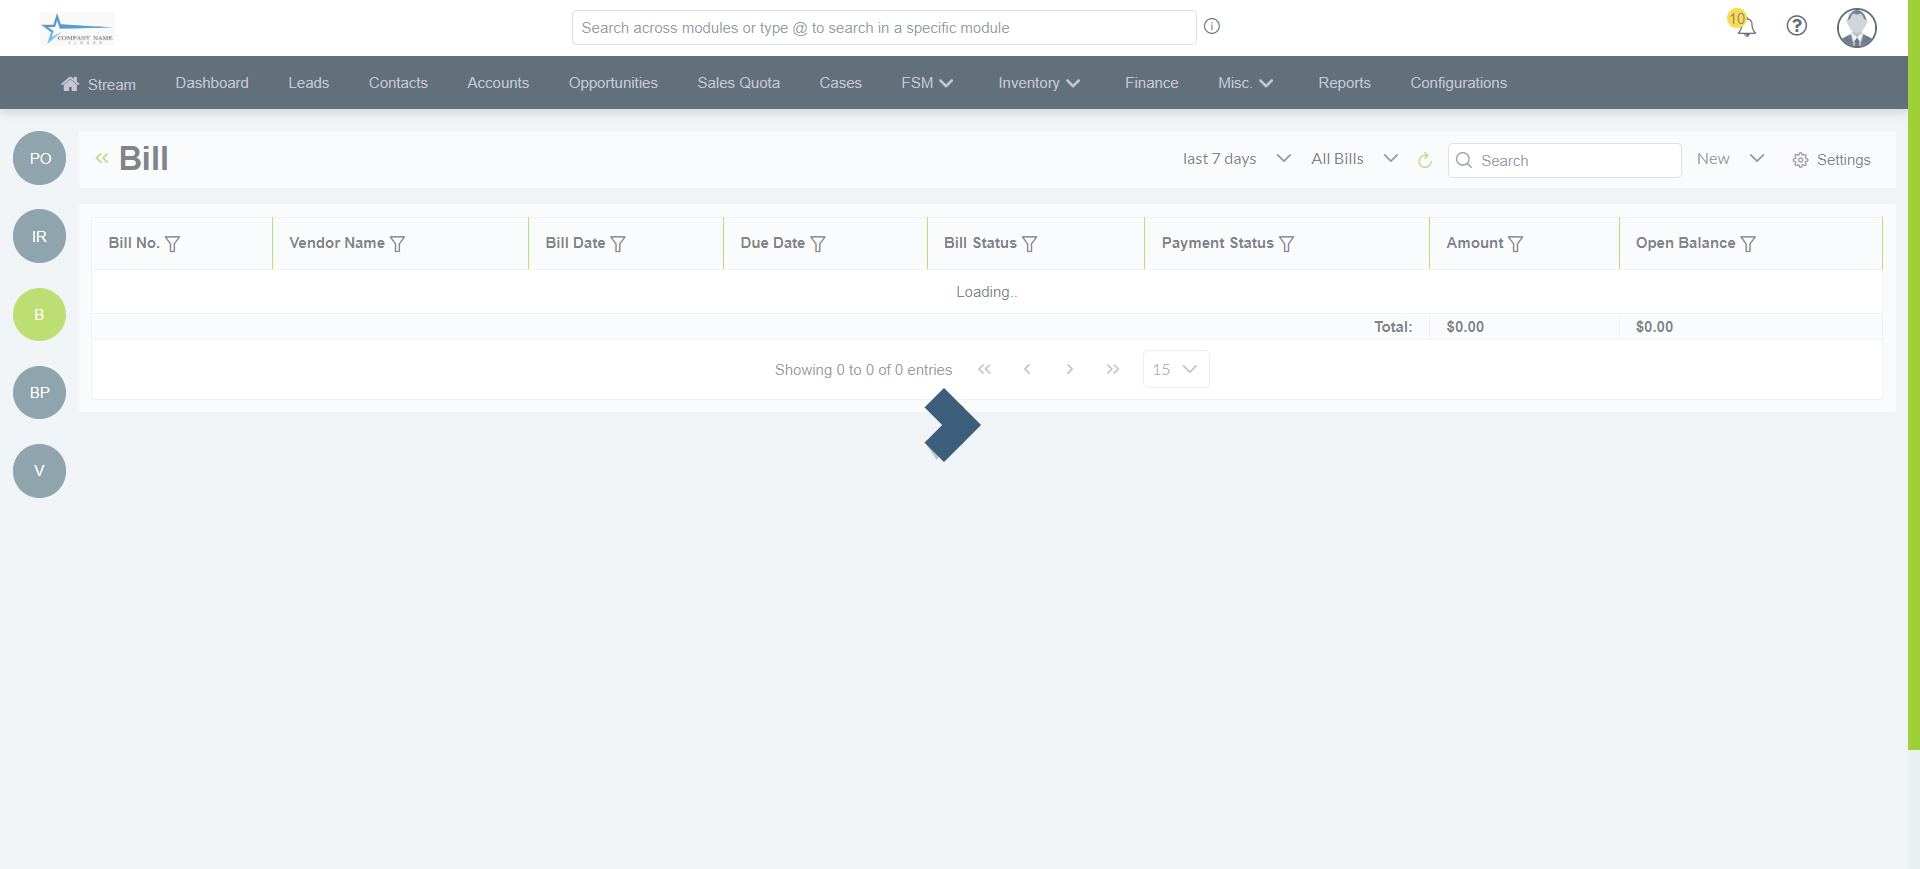 COMPANY NAME
Search across modules or type @ to search in a specific module
10
Stream Dashboard Leads Contacts Accounts Opportunities Sales Quota Cases FSM Inventory Finance Misc. Reports Configurations
PO
IR
B
BP
V
Bill
last 7 days All Bills Search New Settings
Bill No. Vendor Name Bill Date Due Date Bill Status Payment Status Amount Open Balance
Loading..
Total: $0.00 $0.00
Showing 0 to 0 of 0 entries 15